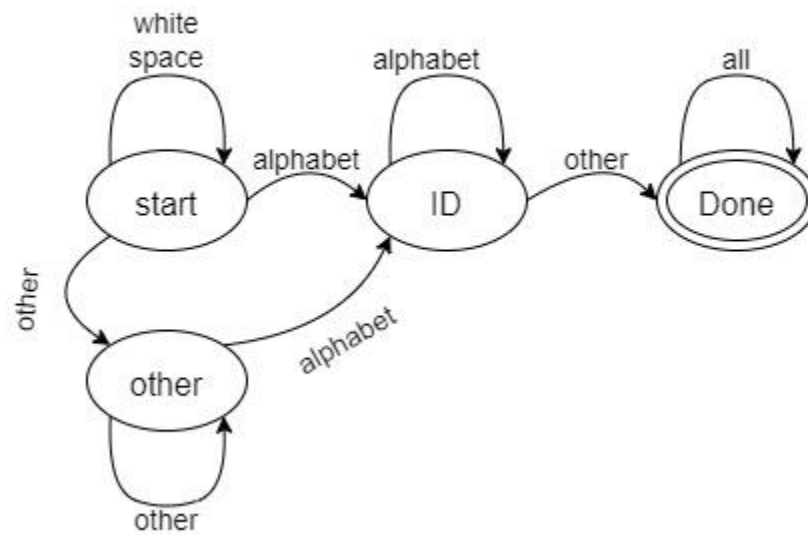 white
space
alphabet
all
alphabet
other
start
ID
Done
other
alphabet
other
other